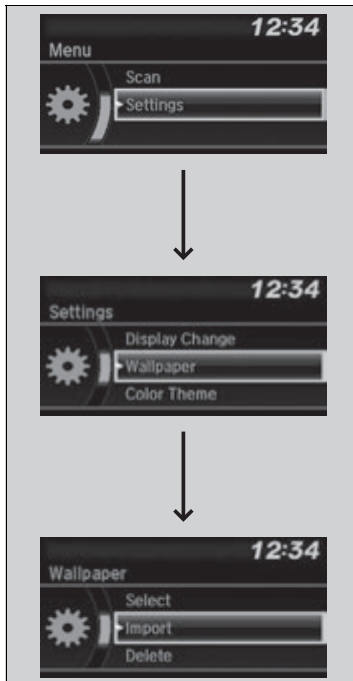 12:34
Menu
Scan
Settings
12:34
Settings
Display Change
Wallpaper
Color Theme
12:34
Wallpaper
Select
Import
Delete